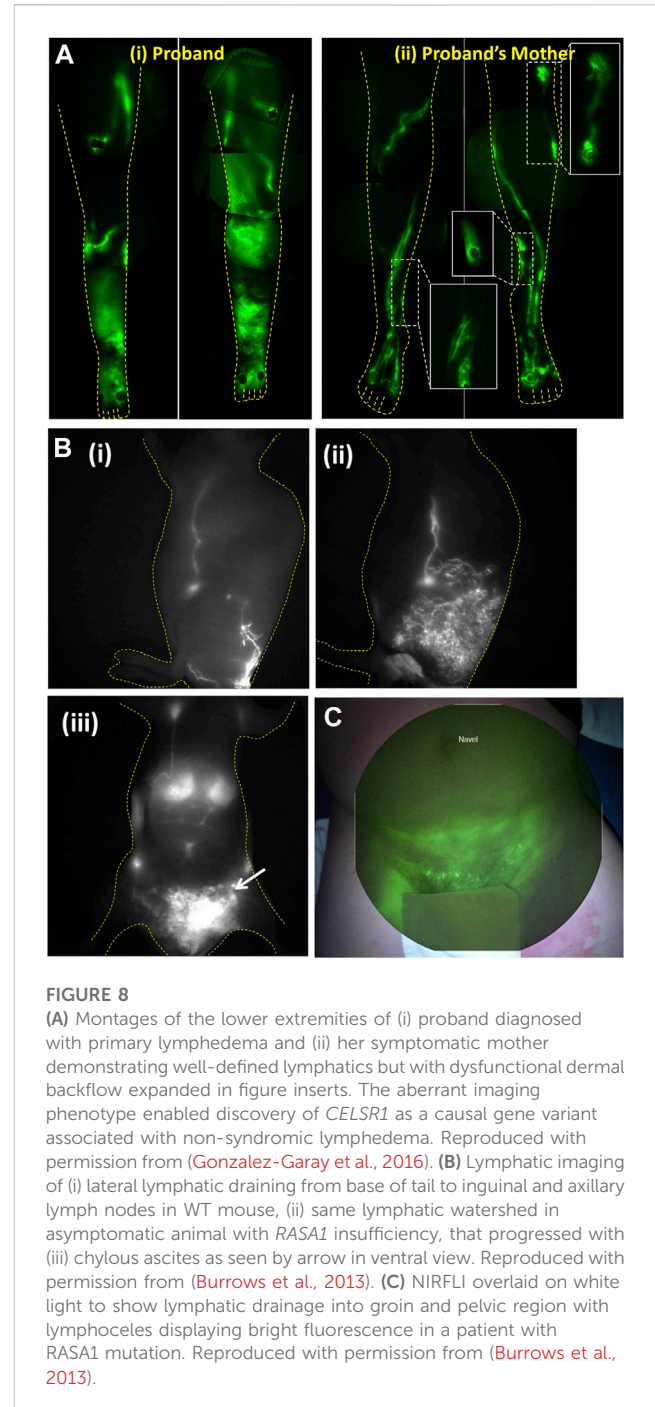 A
(i) Proband
(ii) Proband's Mother
B (i)
(ii)
(iii)
C
Navel
FIGURE 8
(A) Montages of the lower extremities of (i) proband diagnosed
with primary lymphedema and (ii) her symptomatic mother
demonstrating well-defined lymphatics but with dysfunctional dermal
backflow expanded in figure inserts. The aberrant imaging
phenotype enabled discovery of CELSR1 as a causal gene variant
associated with non-syndromic lymphedema. Reproduced with
permission from (Gonzalez-Garay et al., 2016). (B) Lymphatic imaging
of (i) lateral lymphatic draining from base of tail to inguinal and axillary
lymph nodes in WT mouse, (ii) same lymphatic watershed in
asymptomatic animal with RASA1 insufficiency, that progressed with
(iii) chylous ascites as seen by arrow in ventral view. Reproduced with
permission from (Burrows et al., 2013). (C) NIRFLI overlaid on white
light to show lymphatic drainage into groin and pelvic region with
lymphoceles displaying bright fluorescence in a patient with
RASA1 mutation. Reproduced with permission from (Burrows et al.,
2013).